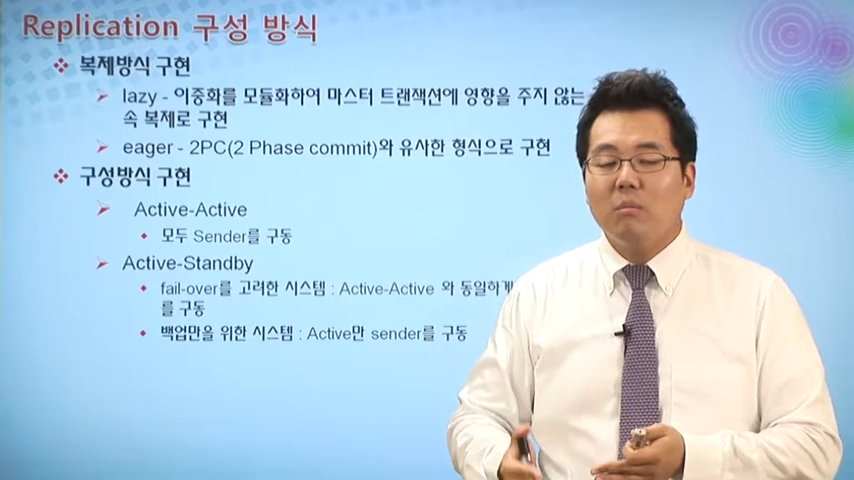 Replication 구성 방식
복제방식 구현
lazy - 이중화를 모듈화하여 마스터 트랜잭션에 영향을 주지 않는
속 복제로 구현
eager - 2PC(2 Phase commit)와 유사한 형식으로 구현
구성방식 구현
Active-Active
모두 Sender를 구동
Active-Standby
fail-over를 고려한 시스템 : Active-Active 와 동일하게
를 구동
백업만을 위한 시스템 : Active만 sender를 구동